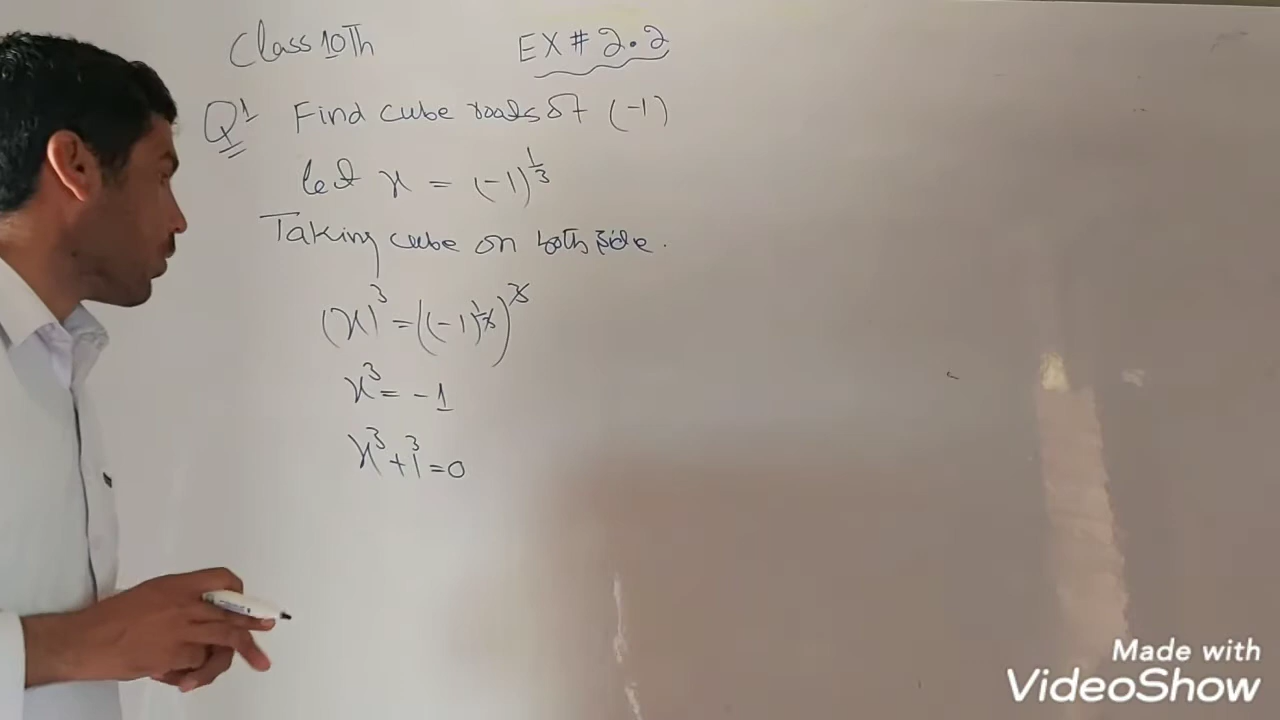 Class 10Th EX # 2.2
Q1 Find cube roots of (-1)
let x = (-1)^{1/3}
Taking cube on both side.
(x)^3 = ((-1)^{1/3})^3
x^3 = -1
x^3 + 1^3 = 0
Made with
VideoShow